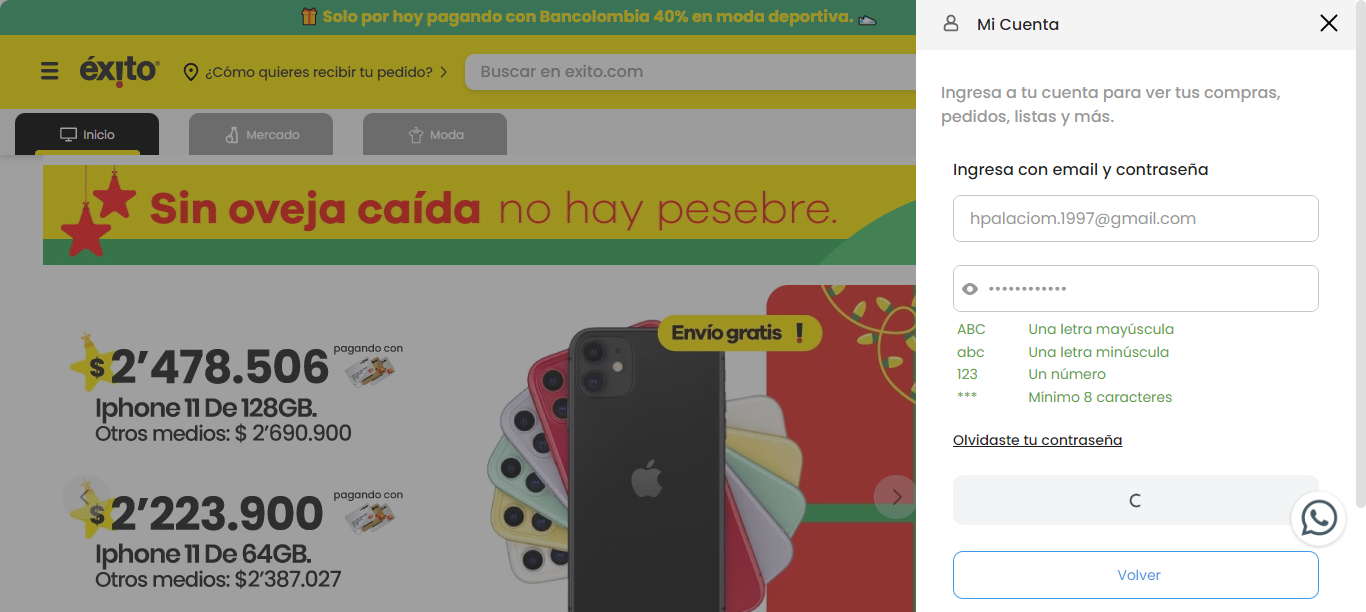 Solo por hoy pagando con Bancolombia 40% en moda deportiva.
éxito
¿Cómo quieres recibir tu pedido?
Buscar en exito.com
Inicio
Mercado
Moda
Sin oveja caída no hay pesebre.
Envío gratis !
$2’478.506
pagando con
Iphone 11 De 128GB.
Otros medios: $ 2’690.900
$2’223.900
pagando con
Iphone 11 De 64GB.
Otros medios: $2’387.027
Mi Cuenta
Ingresa a tu cuenta para ver tus compras,
pedidos, listas y más.
Ingresa con email y contraseña
hpalaciom.1997@gmail.com
••••••••••••
ABC Una letra mayúscula
abc Una letra minúscula
123 Un número
*** Mínimo 8 caracteres
Olvidaste tu contraseña
Volver